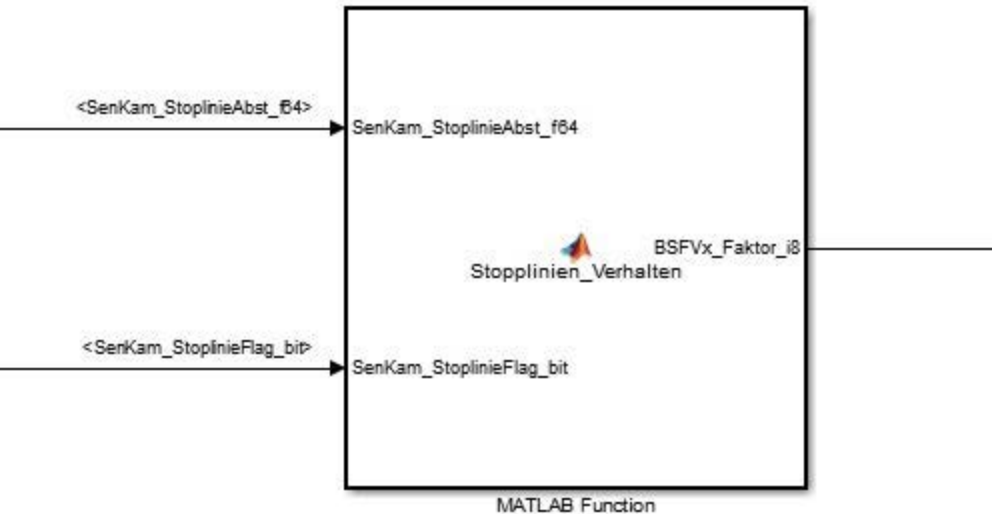 <SenKam_StoplinieAbst_f64>
SenKam_StoplinieAbst_f64
BSFVx_Faktor_i8
Stopplinien_Verhalten
<SenKam_StoplinieFlag_bit>
SenKam_StoplinieFlag_bit
MATLAB Function